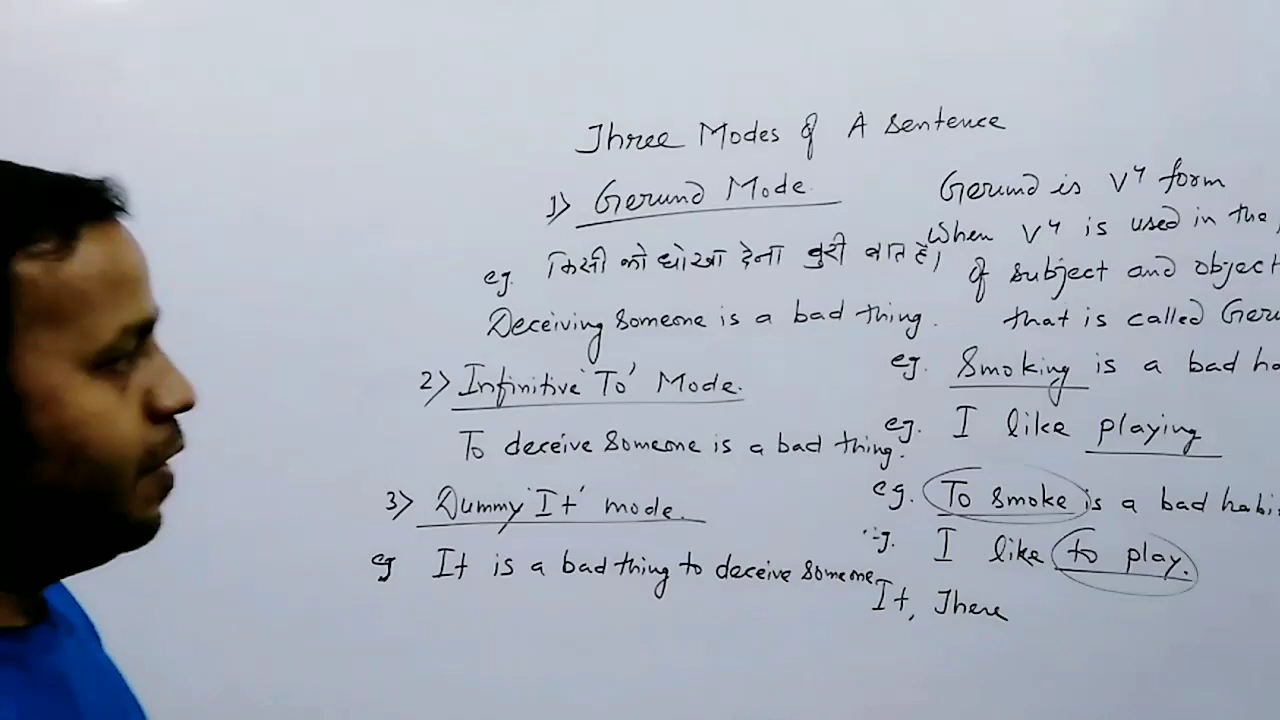 Three Modes of A sentence
1) Gerund Mode.
eg. किसी को धोखा देना बुरी बात है।
Deceiving someone is a bad thing.
2) Infinitive 'To' Mode.
To deceive someone is a bad thing.
3) Dummy 'It' mode.
eg It is a bad thing to deceive someone
Gerund is V4 form
When V4 is used in the
of subject and object
that is called
eg. Smoking is a bad
eg. I like playing
eg. To smoke is a bad
eg. I like to play.
It, There